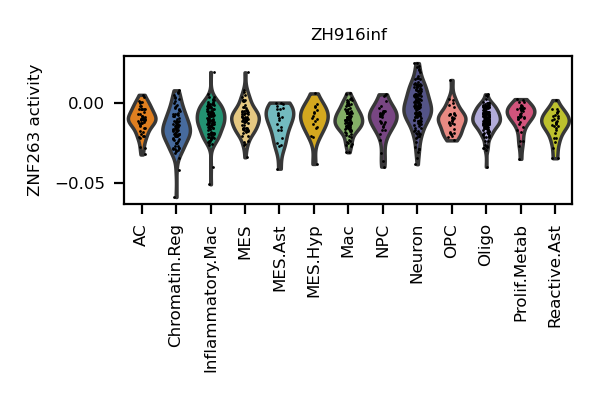 ZH916inf
ZNF263 activity
0.00
−0.05
AC
Chromatin.Reg
Inflammatory.Mac
MES
MES.Ast
MES.Hyp
Mac
NPC
Neuron
OPC
Oligo
Prolif.Metab
Reactive.Ast